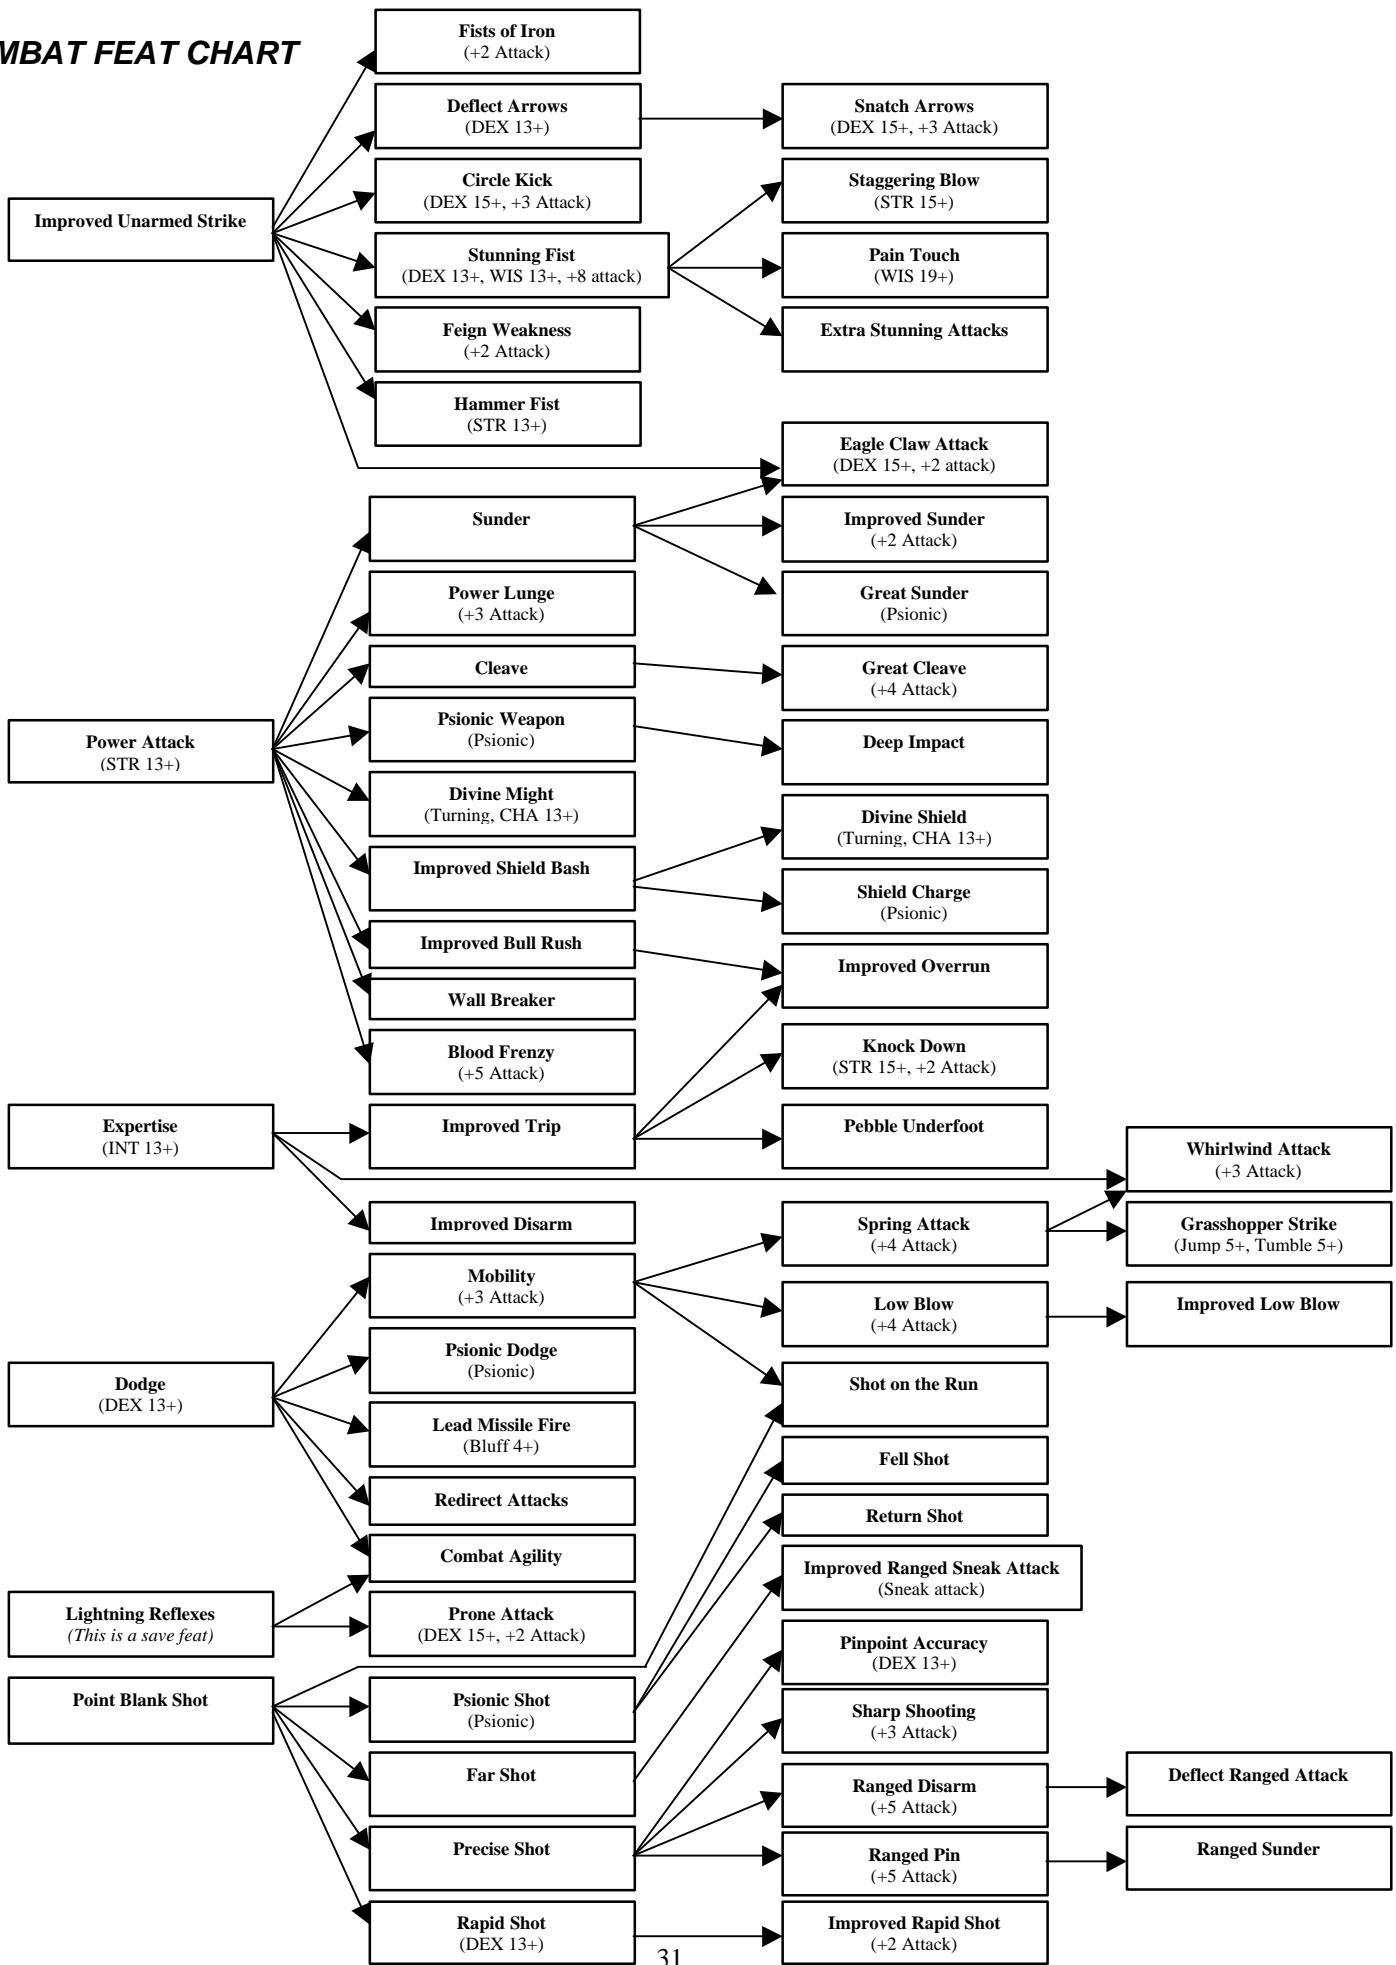 MBAT FEAT CHART
Fists of Iron
(+2 Attack)
Deflect Arrows
(DEX 13+)
Snatch Arrows
(DEX 15+, +3 Attack)
Circle Kick
(DEX 15+, +3 Attack)
Staggering Blow
(STR 15+)
Improved Unarmed Strike
Stunning Fist
(DEX 13+, WIS 13+, +8 attack)
Pain Touch
(WIS 19+)
Feign Weakness
(+2 Attack)
Extra Stunning Attacks
Hammer Fist
(STR 13+)
Eagle Claw Attack
(DEX 15+, +2 attack)
Sunder
Improved Sunder
(+2 Attack)
Power Lunge
(+3 Attack)
Great Sunder
(Psionic)
Cleave
Great Cleave
(+4 Attack)
Power Attack
(STR 13+)
Psionic Weapon
(Psionic)
Deep Impact
Divine Might
(Turning, CHA 13+)
Divine Shield
(Turning, CHA 13+)
Improved Shield Bash
Shield Charge
(Psionic)
Improved Bull Rush
Improved Overrun
Wall Breaker
Blood Frenzy
(+5 Attack)
Knock Down
(STR 15+, +2 Attack)
Expertise
(INT 13+)
Improved Trip
Pebble Underfoot
Whirlwind Attack
(+3 Attack)
Improved Disarm
Spring Attack
(+4 Attack)
Grasshopper Strike
(Jump 5+, Tumble 5+)
Mobility
(+3 Attack)
Low Blow
(+4 Attack)
Improved Low Blow
Psionic Dodge
(Psionic)
Dodge
(DEX 13+)
Shot on the Run
Lead Missile Fire
(Bluff 4+)
Fell Shot
Redirect Attacks
Return Shot
Combat Agility
Improved Ranged Sneak Attack
(Sneak attack)
Lightning Reflexes
(This is a save feat)
Prone Attack
(DEX 15+, +2 Attack)
Pinpoint Accuracy
(DEX 13+)
Point Blank Shot
Psionic Shot
(Psionic)
Sharp Shooting
(+3 Attack)
Far Shot
Ranged Disarm
(+5 Attack)
Deflect Ranged Attack
Precise Shot
Ranged Pin
(+5 Attack)
Ranged Sunder
Rapid Shot
(DEX 13+)
Improved Rapid Shot
(+2 Attack)
31